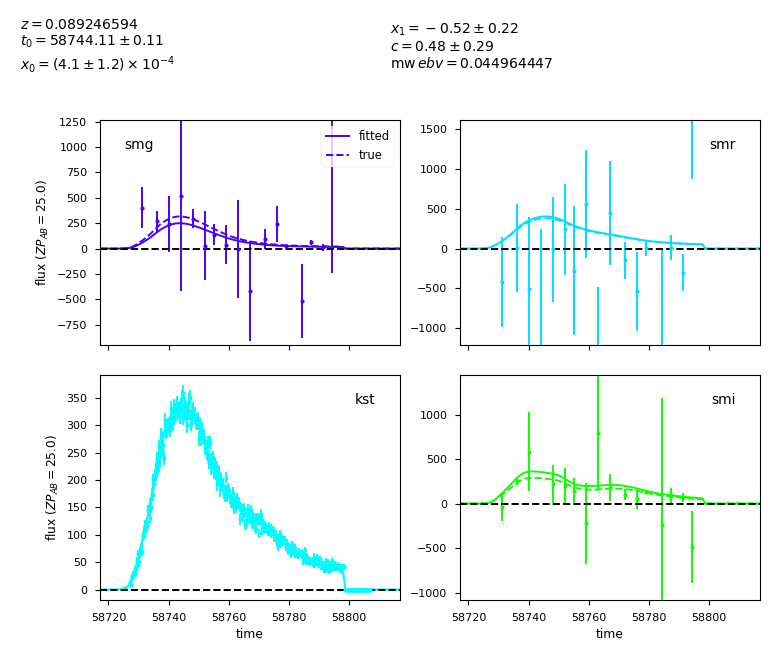 z = 0.089246594
t₀ = 58744.11 ± 0.11
x₀ = (4.1 ± 1.2) × 10⁻⁴
x₁ = −0.52 ± 0.22
c = 0.48 ± 0.29
mw ebv = 0.044964447
smg
fitted
true
1250
1000
750
500
250
0
−250
−500
−750
flux (ZP_AB = 25.0)
smr
1500
1000
500
0
−500
−1000
kst
350
300
250
200
150
100
50
0
flux (ZP_AB = 25.0)
58720 58740 58760 58780 58800
time
smi
1000
500
0
−500
−1000
58720 58740 58760 58780 58800
time